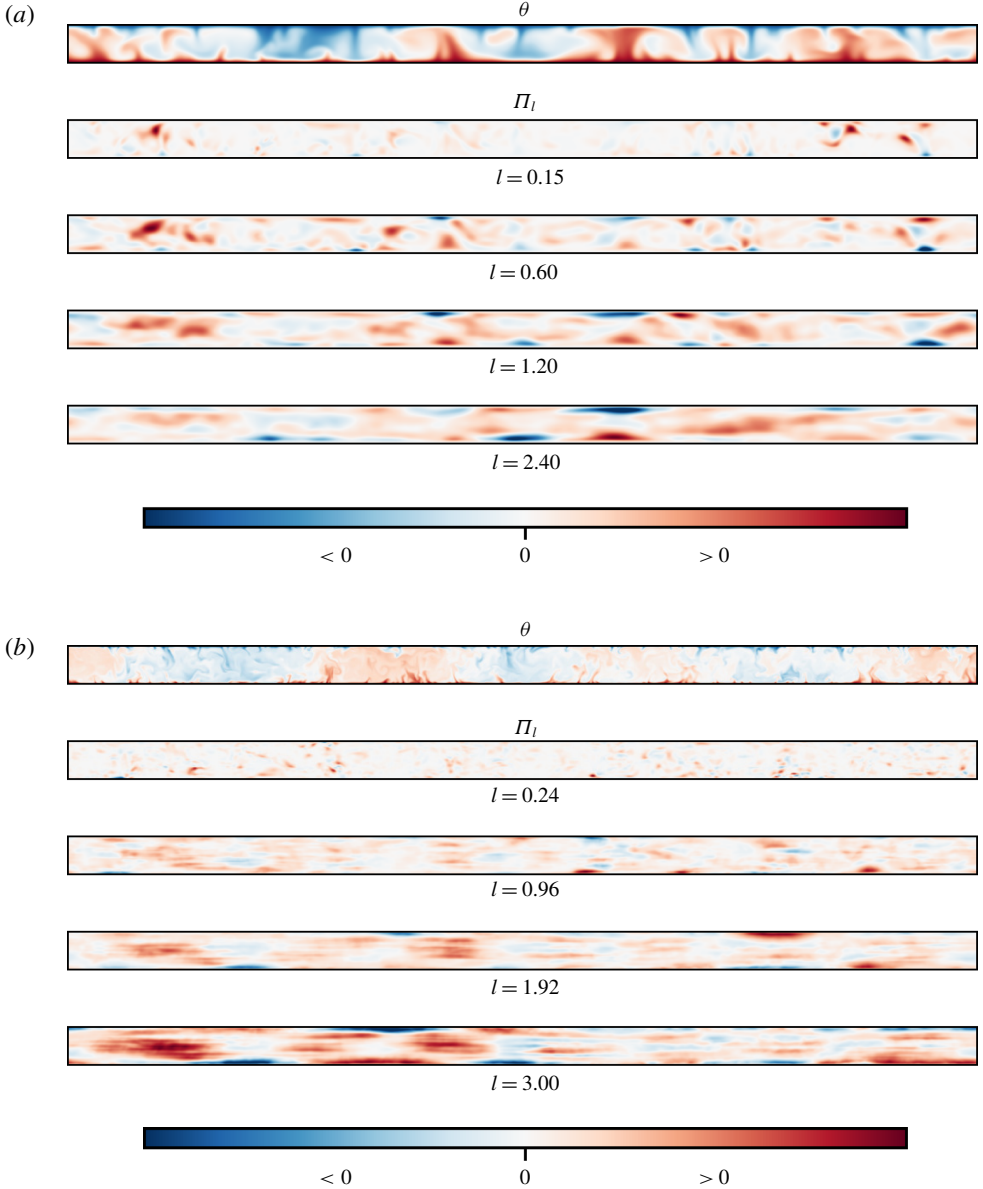 (a)
θ
Π_l
l = 0.15
l = 0.60
l = 1.20
l = 2.40
< 0 0 > 0
(b)
θ
Π_l
l = 0.24
l = 0.96
l = 1.92
l = 3.00
< 0 0 > 0